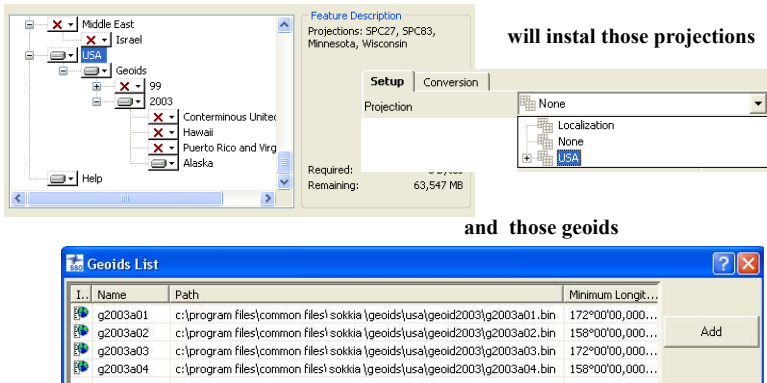 Middle East
Israel
USA
Geoids
99
2003
Conterminous United
Hawaii
Puerto Rico and Virg
Alaska
Help
Feature Description
Projections: SPC27, SPC83,
Minnesota, Wisconsin
Required:
Remaining: 63,547 MB
will instal those projections
Setup Conversion
Projection
None
Localization
None
USA
and those geoids
Geoids List
I.. Name Path Minimum Longit...
g2003a01 c:\program files\common files\ sokkia \geoids\usa\geoid2003\g2003a01.bin 172°00'00,000...
g2003a02 c:\program files\common files\ sokkia \geoids\usa\geoid2003\g2003a02.bin 158°00'00,000...
g2003a03 c:\program files\common files\ sokkia \geoids\usa\geoid2003\g2003a03.bin 172°00'00,000...
g2003a04 c:\program files\common files\ sokkia \geoids\usa\geoid2003\g2003a04.bin 158°00'00,000...
Add